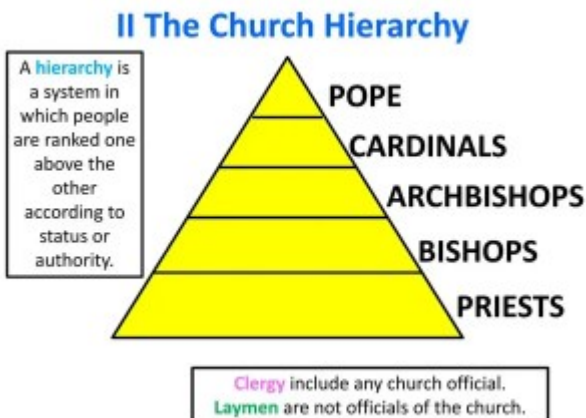 II The Church Hierarchy
A hierarchy is
a system in
which people
are ranked one
above the
other
according to
status or
authority.
POPE
CARDINALS
ARCHBISHOPS
BISHOPS
PRIESTS
Clergy include any church official.
Laymen are not officials of the church.